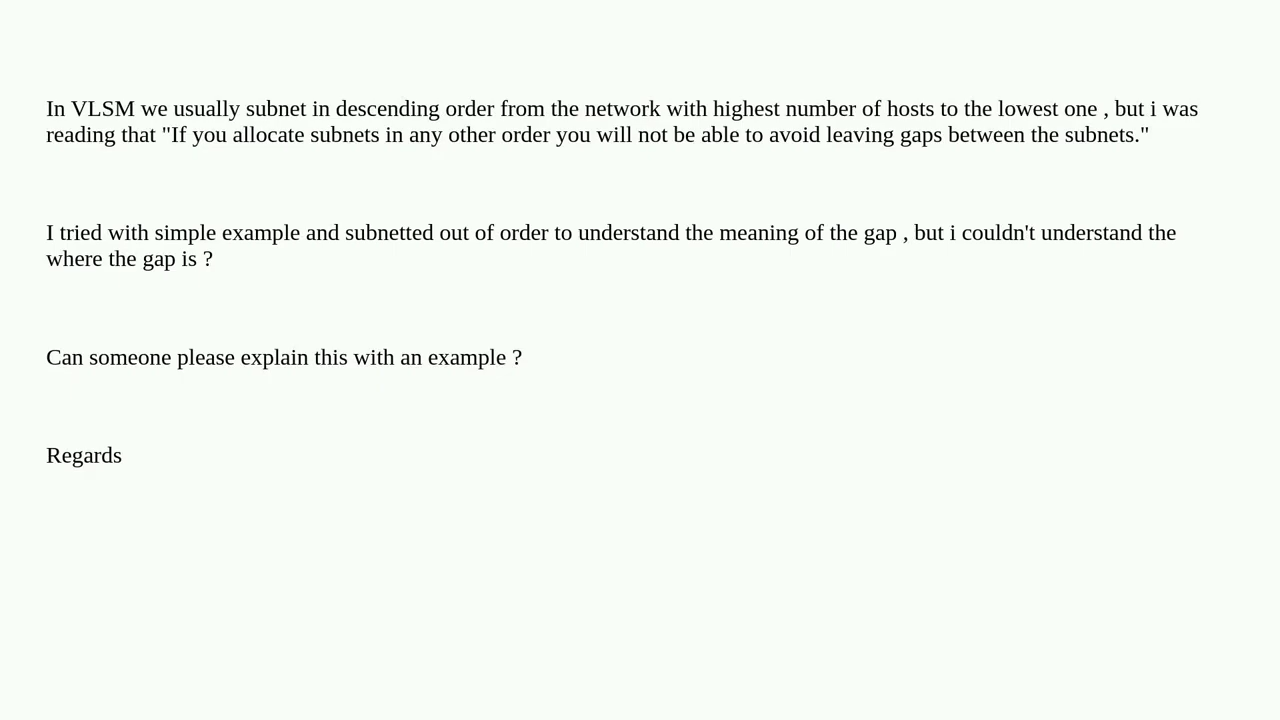 In VLSM we usually subnet in descending order from the network with highest number of hosts to the lowest one , but i was
reading that "If you allocate subnets in any other order you will not be able to avoid leaving gaps between the subnets."
I tried with simple example and subnetted out of order to understand the meaning of the gap , but i couldn't understand the
where the gap is ?
Can someone please explain this with an example ?
Regards